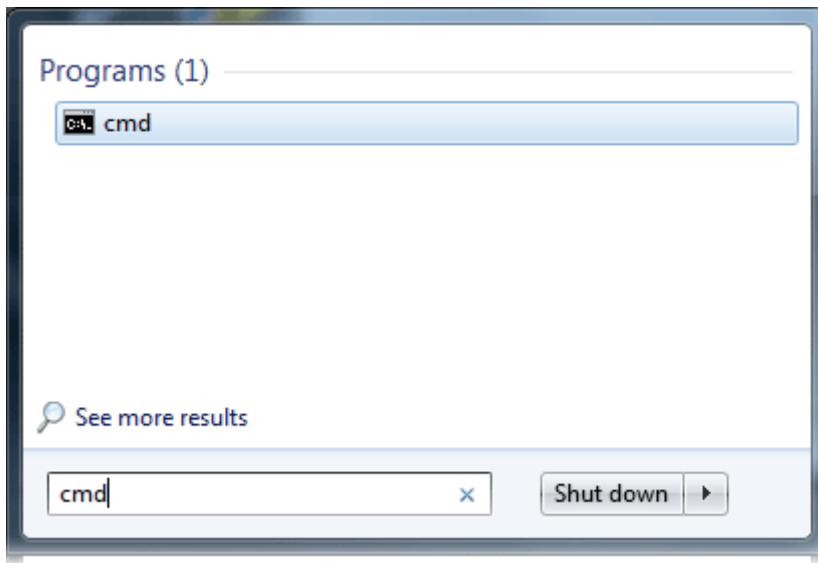 Programs (1)
C:\.
cmd
See more results
cmd
Shut down